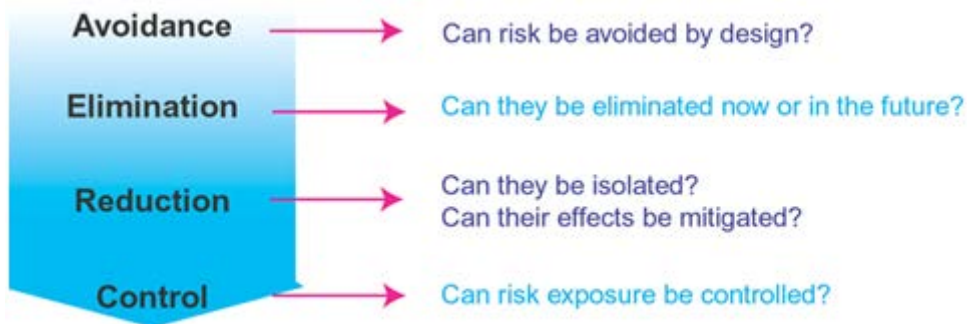 Avoidance
Can risk be avoided by design?
Elimination
Can they be eliminated now or in the future?
Reduction
Can they be isolated?
Can their effects be mitigated?
Control
Can risk exposure be controlled?